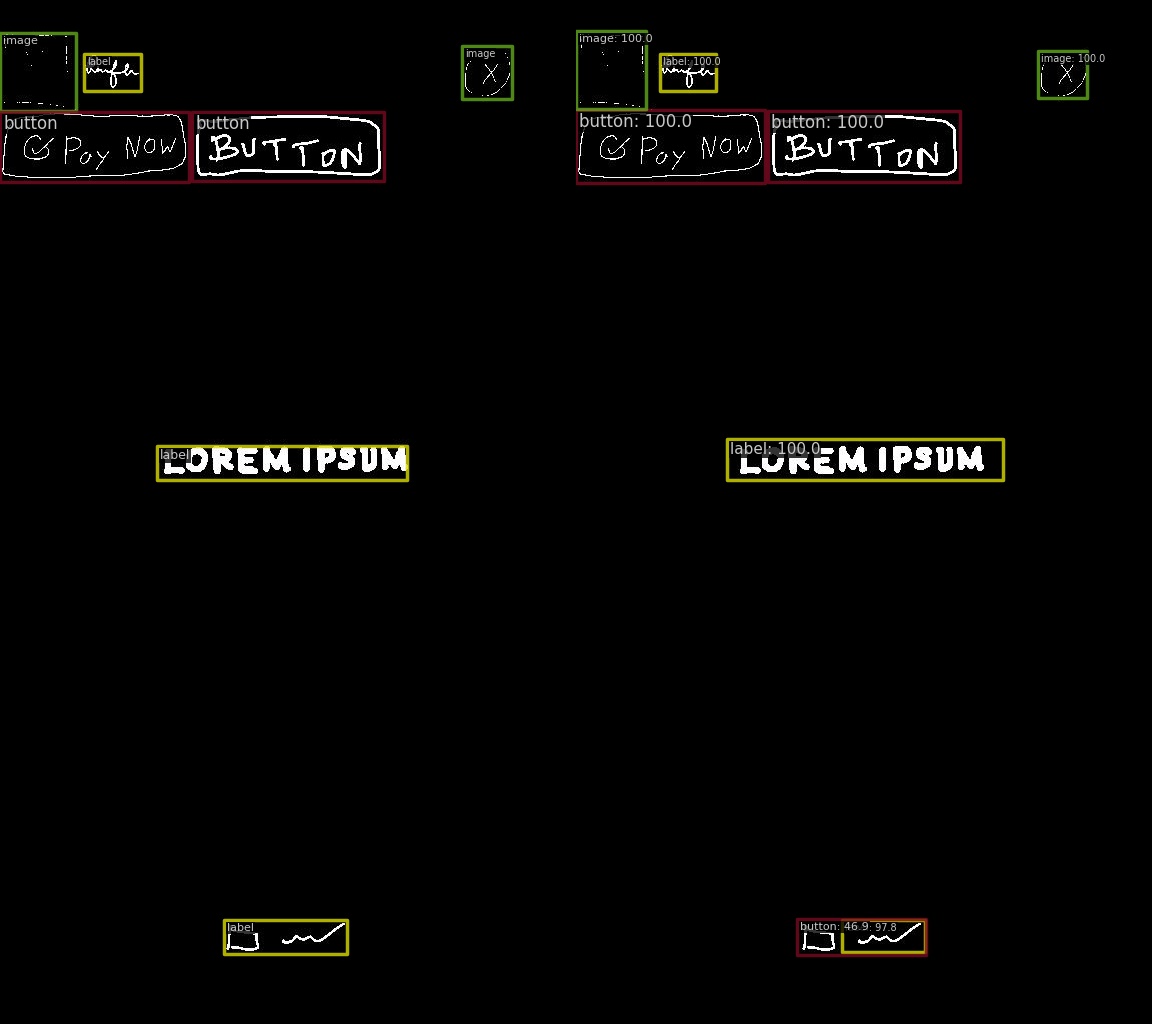 image
label
image
X
button
Pay Now
button
BUTTON
label
LOREM IPSUM
label
image: 100.0
label: 100.0
image: 100.0
X
button: 100.0
Pay Now
button: 100.0
BUTTON
label: 100.0
LOREM IPSUM
button: 46.9: 97.8